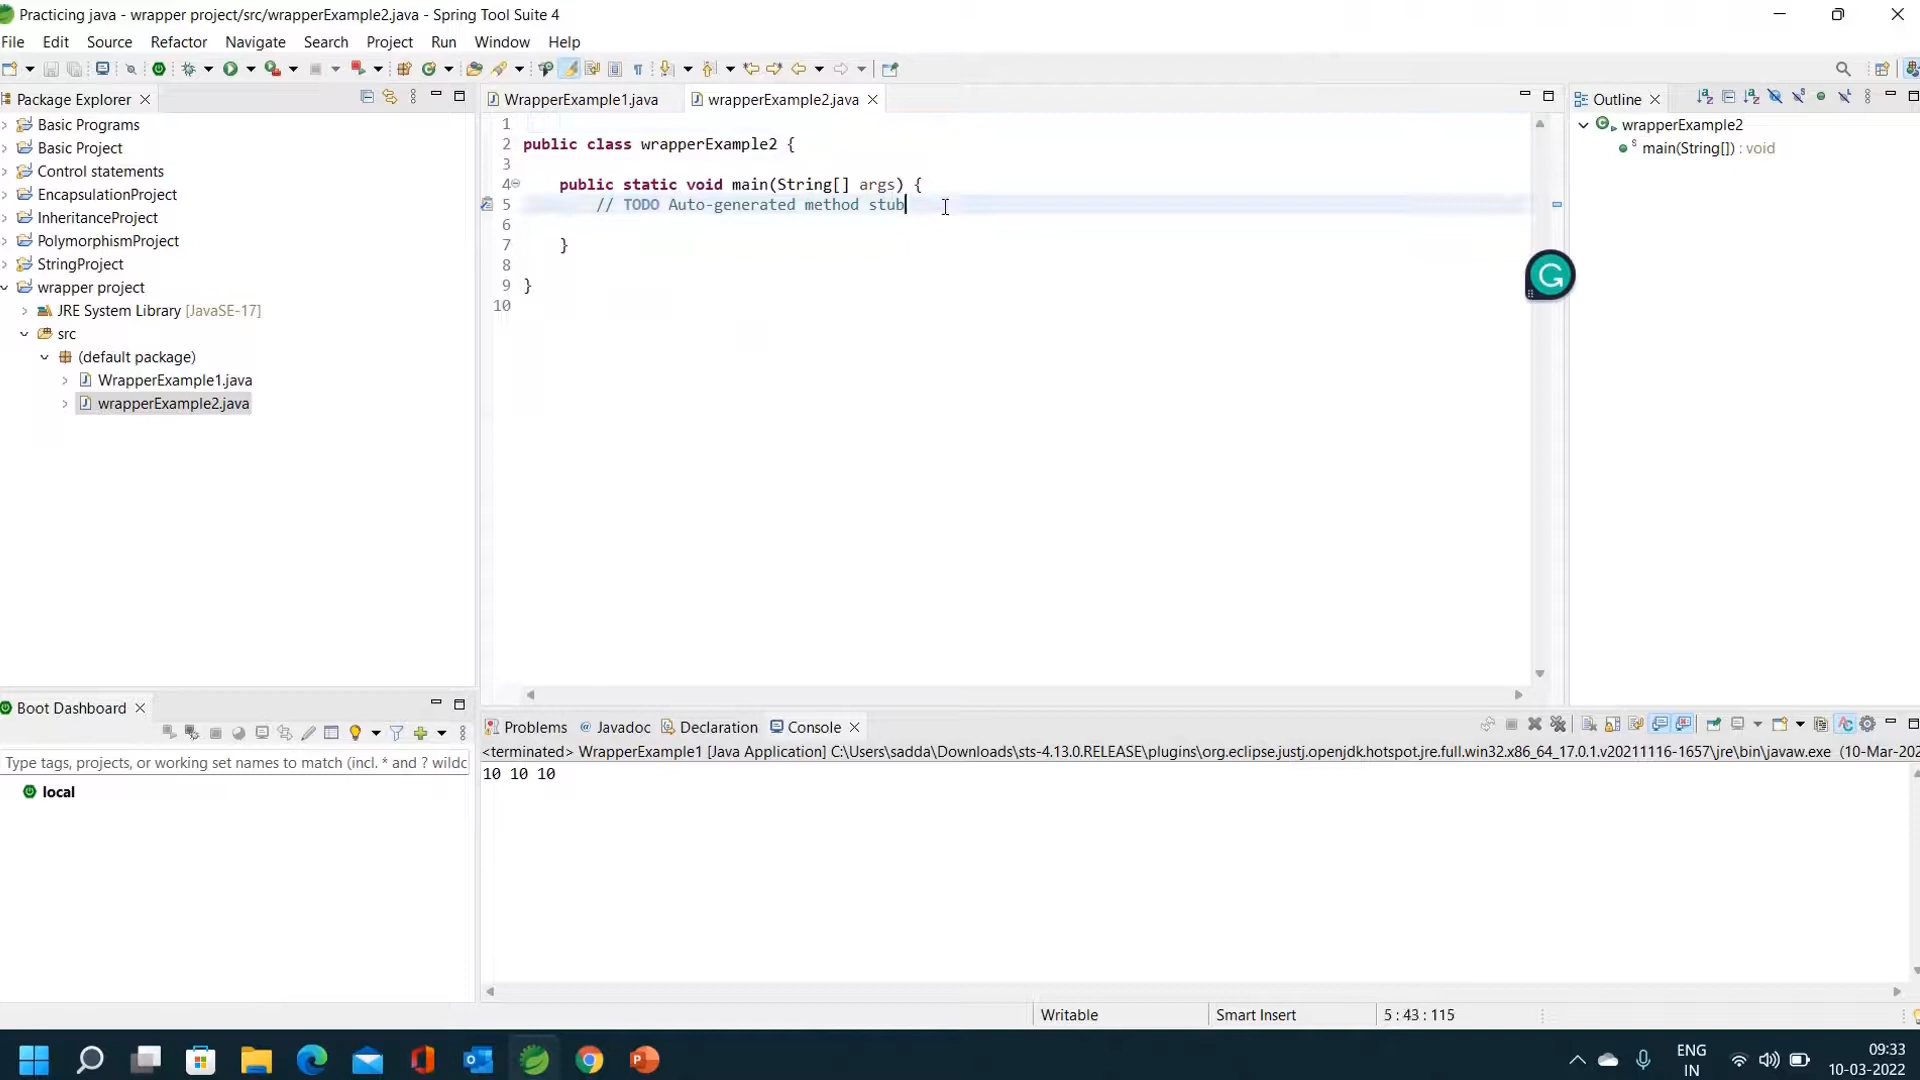 Practicing java - wrapper project/src/wrapperExample2.java - Spring Tool Suite 4
File Edit Source Refactor Navigate Search Project Run Window Help
Package Explorer
Basic Programs
Basic Project
Control statements
EncapsulationProject
InheritanceProject
PolymorphismProject
StringProject
wrapper project
JRE System Library [JavaSE-17]
src
(default package)
WrapperExample1.java
wrapperExample2.java
WrapperExample1.java wrapperExample2.java
1
2 public class wrapperExample2 {
3
4 public static void main(String[] args) {
5 // TODO Auto-generated method stub
6
7 }
8
9 }
10
Outline
wrapperExample2
main(String[]) : void
Boot Dashboard
Type tags, projects, or working set names to match (incl. * and ? wildc
local
Problems Javadoc Declaration Console
<terminated> WrapperExample1 [Java Application] C:\Users\sadda\Downloads\sts-4.13.0.RELEASE\plugins\org.eclipse.justj.openjdk.hotspot.jre.full.win32.x86_64_17.0.1.v20211116-1657\jre\bin\javaw.exe (10-Mar-202
10 10 10
Writable Smart Insert 5 : 43 : 115
ENG
IN
09:33
10-03-2022